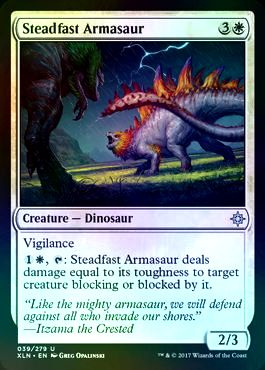 Steadfast Armasaur 3
Creature — Dinosaur
Vigilance
1 , : Steadfast Armasaur deals
damage equal to its toughness to target
creature blocking or blocked by it.
“Like the mighty armasaur, we will defend
against all who invade our shores.”
—Itzama the Crested
2/3
039/279 U
XLN • EN GREG OPALINSKI
™ & © 2017 Wizards of the Coast